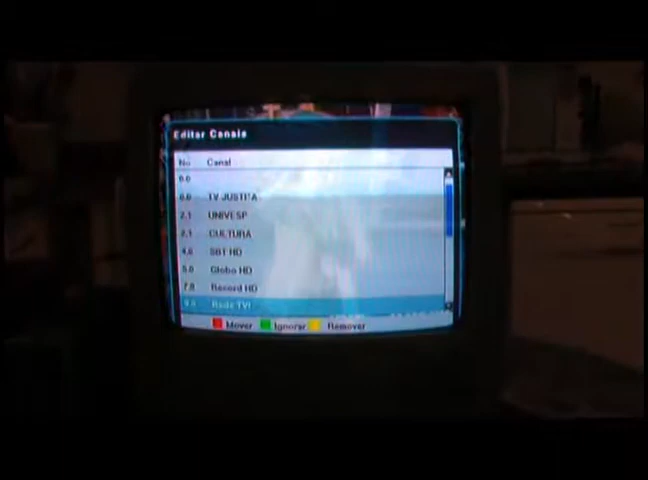 Editar Canais
No Canal
0.0
0.0 TV JUSTIÇA
2.1 UNIVESP
2.1 CULTURA
4.0 SBT HD
5.0 Globo HD
7.0 Record HD
Rede TV!
Mover Ignorar Remover